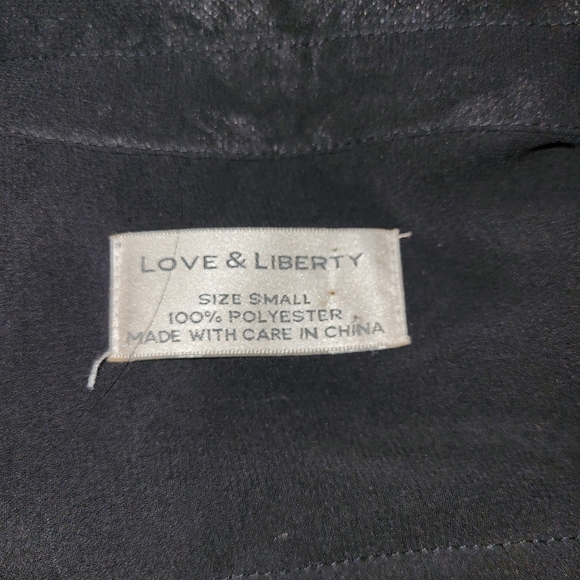 LOVE & LIBERTY
SIZE SMALL
100% POLYESTER
MADE WITH CARE IN CHINA